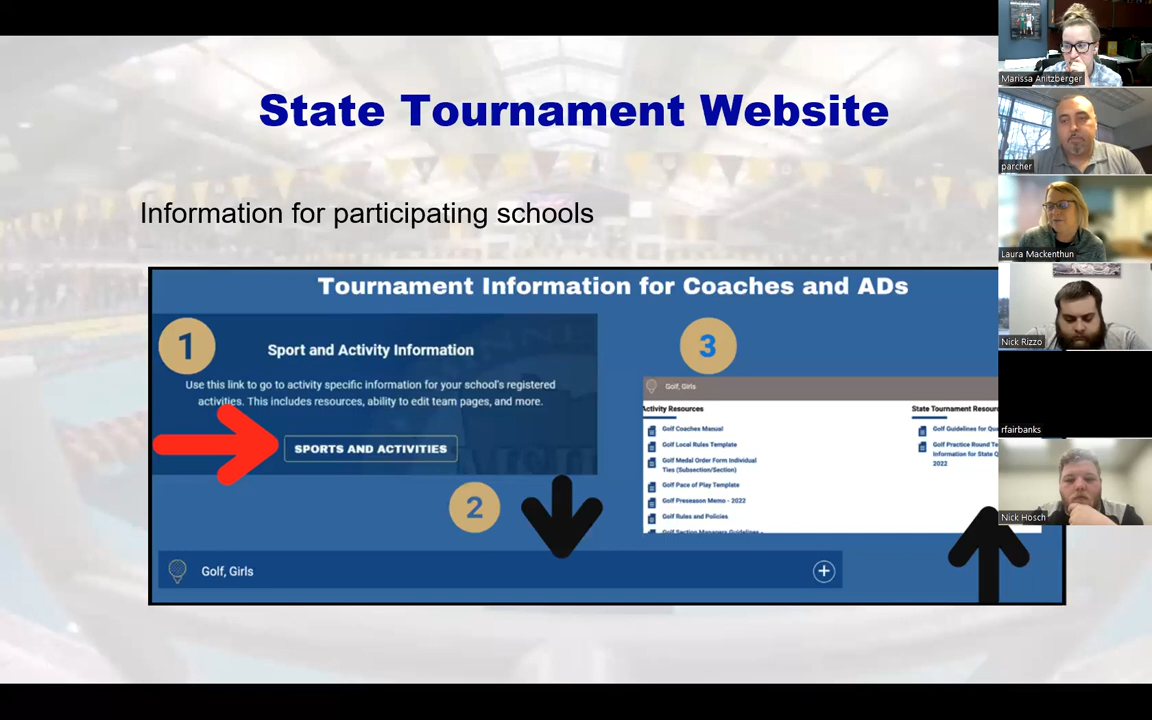 State Tournament Website
Information for participating schools
Tournament Information for Coaches and ADs
1
Sport and Activity Information
Use this link to go to activity specific information for your school's registered
activities. This includes resources, ability to edit team pages, and more.
SPORTS AND ACTIVITIES
2
Golf, Girls
3
Golf, Girls
Activity Resources
Golf Coaches Manual
Golf Local Rules Template
Golf Medal Order Form Individual
Ties (Subsection/Section)
Golf Pace of Play Template
Golf Preseason Memo - 2022
Golf Rules and Policies
Golf Section Managers Guidelines -
State Tournament Resour
Golf Guidelines for Qu
Golf Practice Round Te
Information for State Q
2022
Marissa Anitzberger
parcher
Laura Mackenthun
Nick Rizzo
rfairbanks
Nick Hosch